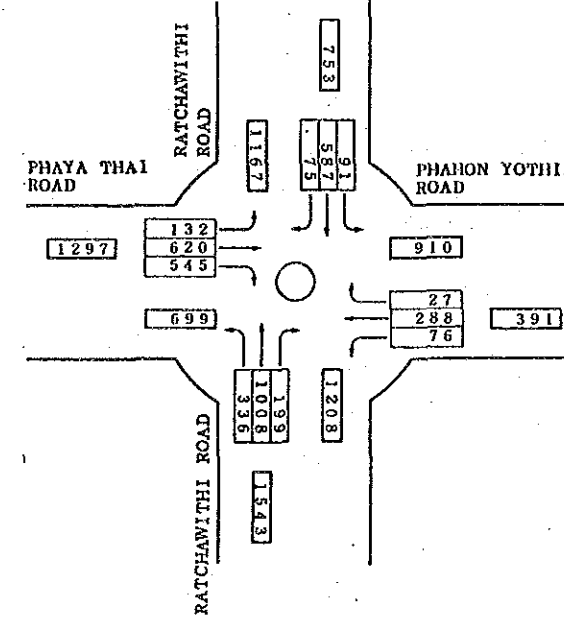 RATCHAWITHI
ROAD
753
1167
75
587
91
PHAYA THAI
ROAD
PHAHON YOTHI
ROAD
132
620
545
1297
910
699
27
288
76
391
336
1008
199
1208
1543
RATCHAWITHI ROAD